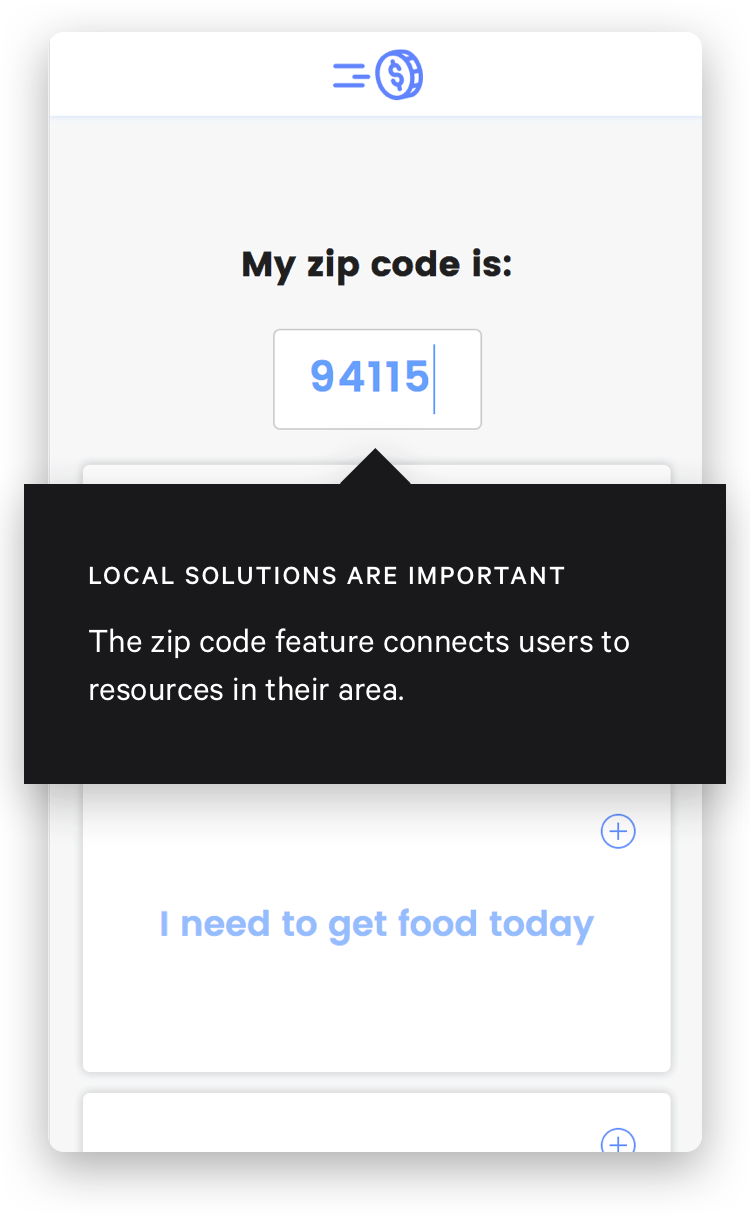 My zip code is:
94115
LOCAL SOLUTIONS ARE IMPORTANT
The zip code feature connects users to
resources in their area.
I need to get food today